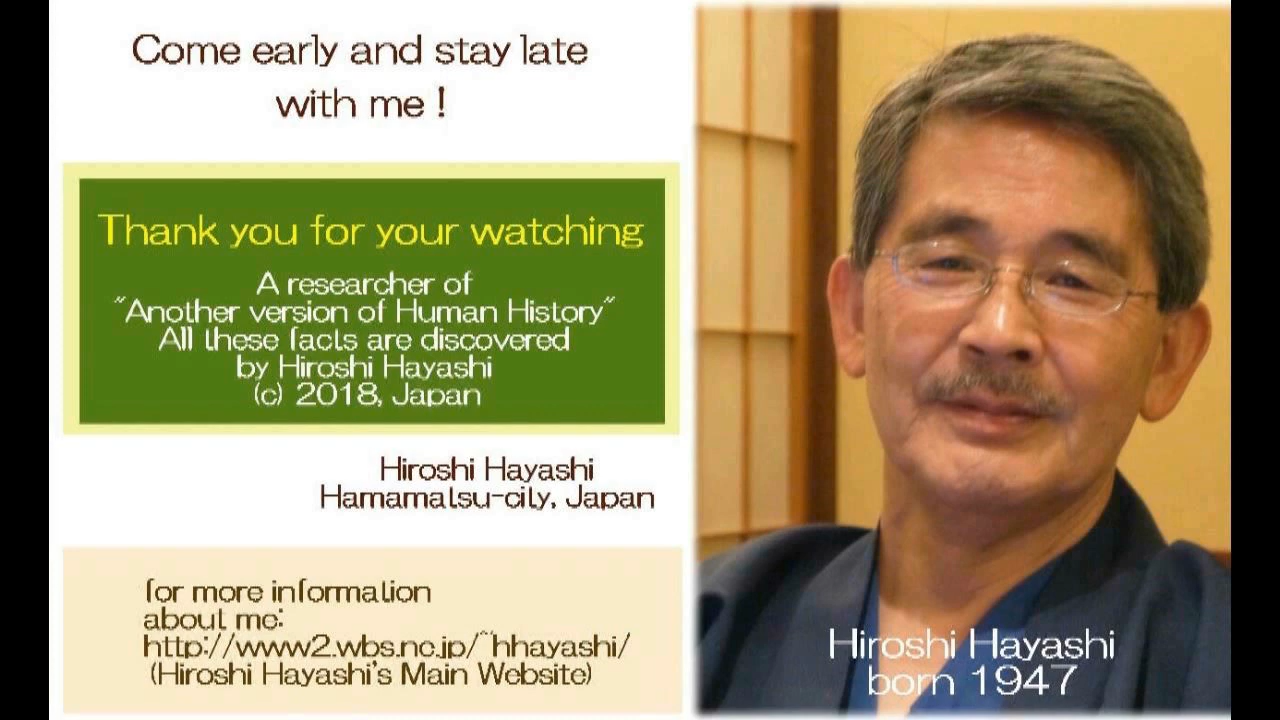 Come early and stay late
with me !
Thank you for your watching
A researcher of
"Another version of Human History"
All these facts are discovered
by Hiroshi Hayashi
(c) 2018, Japan
Hiroshi Hayashi
Hamamatsu-city, Japan
for more information
about me:
http://www2.wbs.ne.jp/~hhayashi/
(Hiroshi Hayashi's Main Website)
Hiroshi Hayashi
born 1947